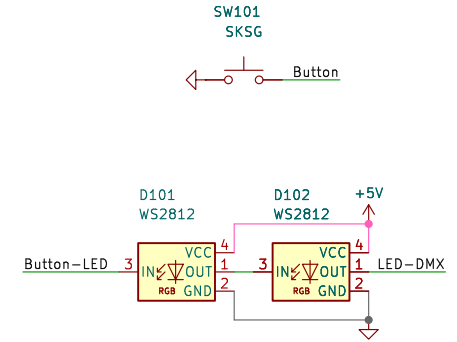 SW101
SKSG
Button
D101
WS2812
D102
WS2812
+5V
Button-LED
3
IN
VCC
OUT
GND
RGB
4
1
2
3
IN
VCC
OUT
GND
RGB
4
1
2
LED-DMX